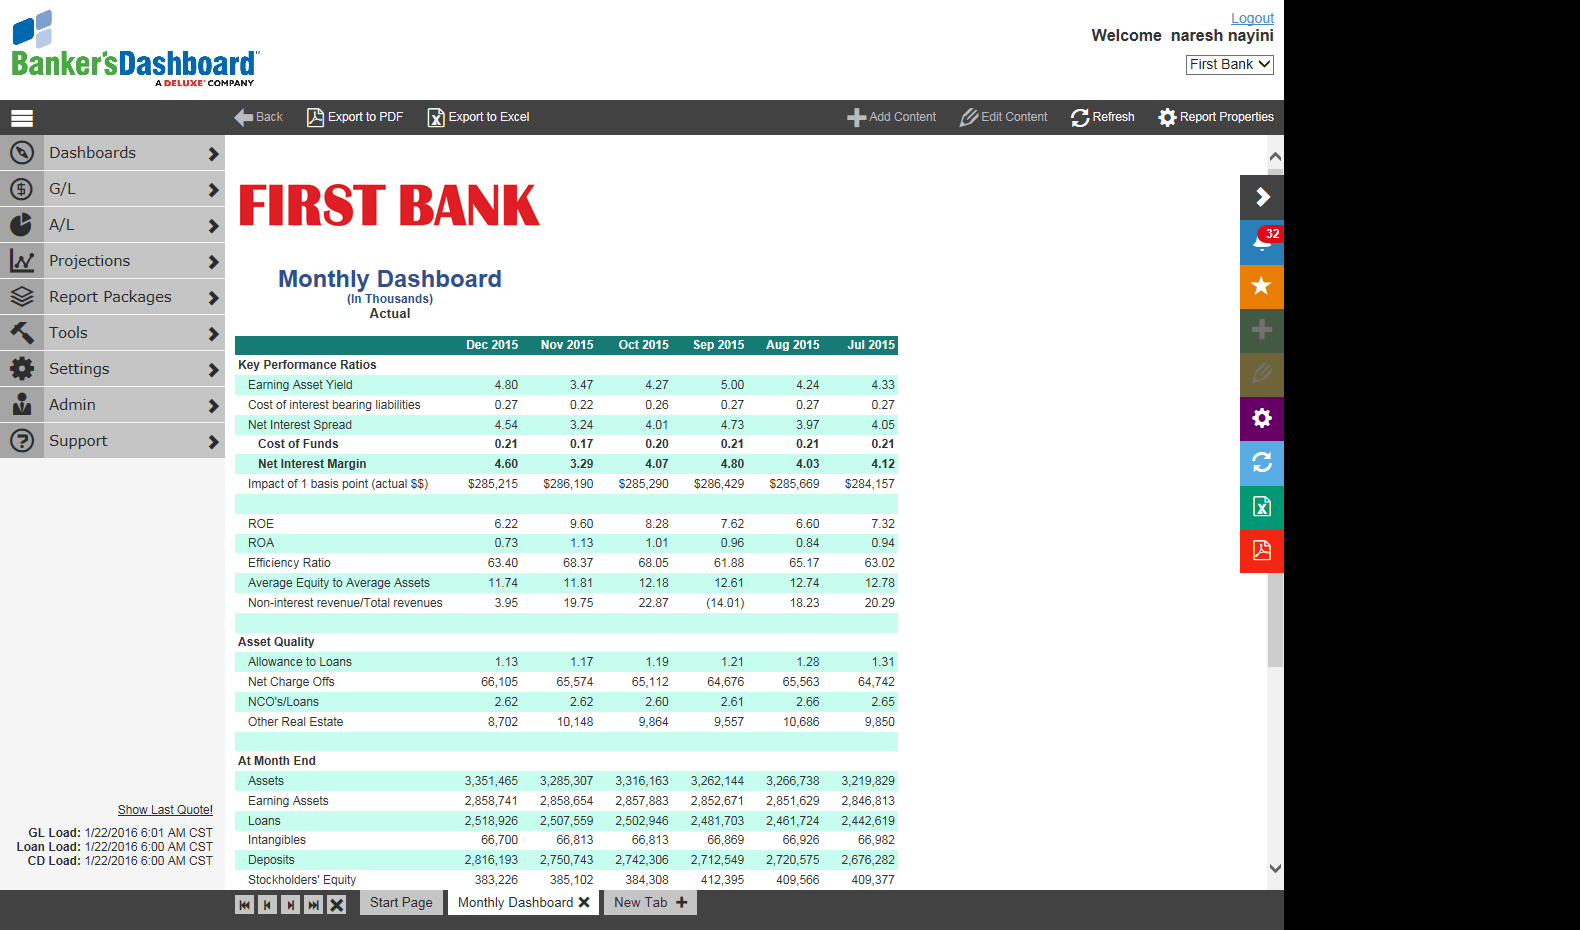 Banker'sDashboard
A DELUXE COMPANY
Logout
Welcome naresh nayini
First Bank
Back Export to PDF Export to Excel Add Content Edit Content Refresh Report Properties
Dashboards
G/L
A/L
Projections
Report Packages
Tools
Settings
Admin
Support
Show Last Quote!
GL Load: 1/22/2016 6:01 AM CST
Loan Load: 1/22/2016 6:00 AM CST
CD Load: 1/22/2016 6:00 AM CST
32
FIRST BANK
Monthly Dashboard
(In Thousands)
Actual
Dec 2015 Nov 2015 Oct 2015 Sep 2015 Aug 2015 Jul 2015
Key Performance Ratios
Earning Asset Yield 4.80 3.47 4.27 5.00 4.24 4.33
Cost of interest bearing liabilities 0.27 0.22 0.26 0.27 0.27 0.27
Net Interest Spread 4.54 3.24 4.01 4.73 3.97 4.05
Cost of Funds 0.21 0.17 0.20 0.21 0.21 0.21
Net Interest Margin 4.60 3.29 4.07 4.80 4.03 4.12
Impact of 1 basis point (actual $$) $285,215 $286,190 $285,290 $286,429 $285,669 $284,157
ROE 6.22 9.60 8.28 7.62 6.60 7.32
ROA 0.73 1.13 1.01 0.96 0.84 0.94
Efficiency Ratio 63.40 68.37 68.05 61.88 65.17 63.02
Average Equity to Average Assets 11.74 11.81 12.18 12.61 12.74 12.78
Non-interest revenue/Total revenues 3.95 19.75 22.87 (14.01) 18.23 20.29
Asset Quality
Allowance to Loans 1.13 1.17 1.19 1.21 1.28 1.31
Net Charge Offs 66,105 65,574 65,112 64,676 65,563 64,742
NCO's/Loans 2.62 2.62 2.60 2.61 2.66 2.65
Other Real Estate 8,702 10,148 9,864 9,557 10,686 9,850
At Month End
Assets 3,351,465 3,285,307 3,316,163 3,262,144 3,266,738 3,219,829
Earning Assets 2,858,741 2,858,654 2,857,883 2,852,671 2,851,629 2,846,813
Loans 2,518,926 2,507,559 2,502,946 2,481,703 2,461,724 2,442,619
Intangibles 66,700 66,813 66,813 66,869 66,926 66,982
Deposits 2,816,193 2,750,743 2,742,306 2,712,549 2,720,575 2,676,282
Stockholders' Equity 383,226 385,102 384,308 412,395 409,566 409,377
Start Page Monthly Dashboard New Tab